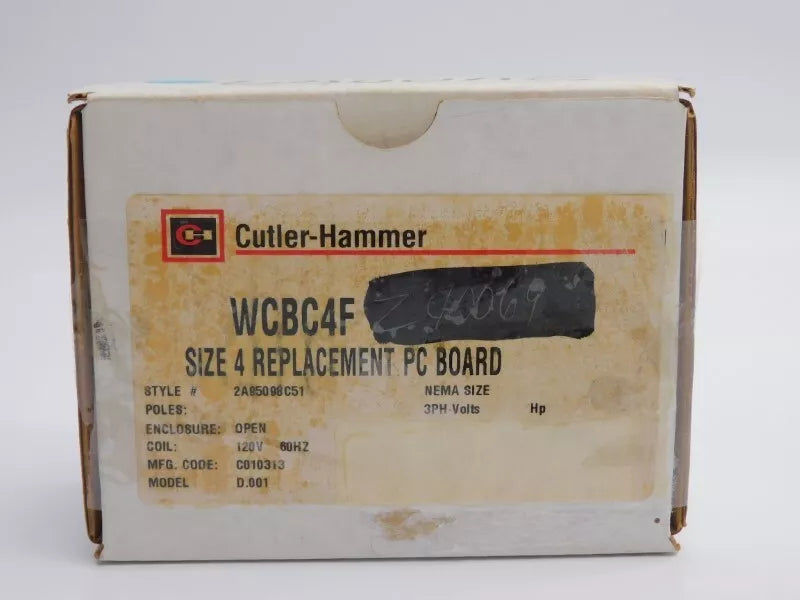 CH Cutler-Hammer
WCBC4F
SIZE 4 REPLACEMENT PC BOARD
STYLE # 2A95098C51 NEMA SIZE
POLES: 3PH-Volts Hp
ENCLOSURE: OPEN
COIL: 120V 60HZ
MFG. CODE: C010313
MODEL D.001